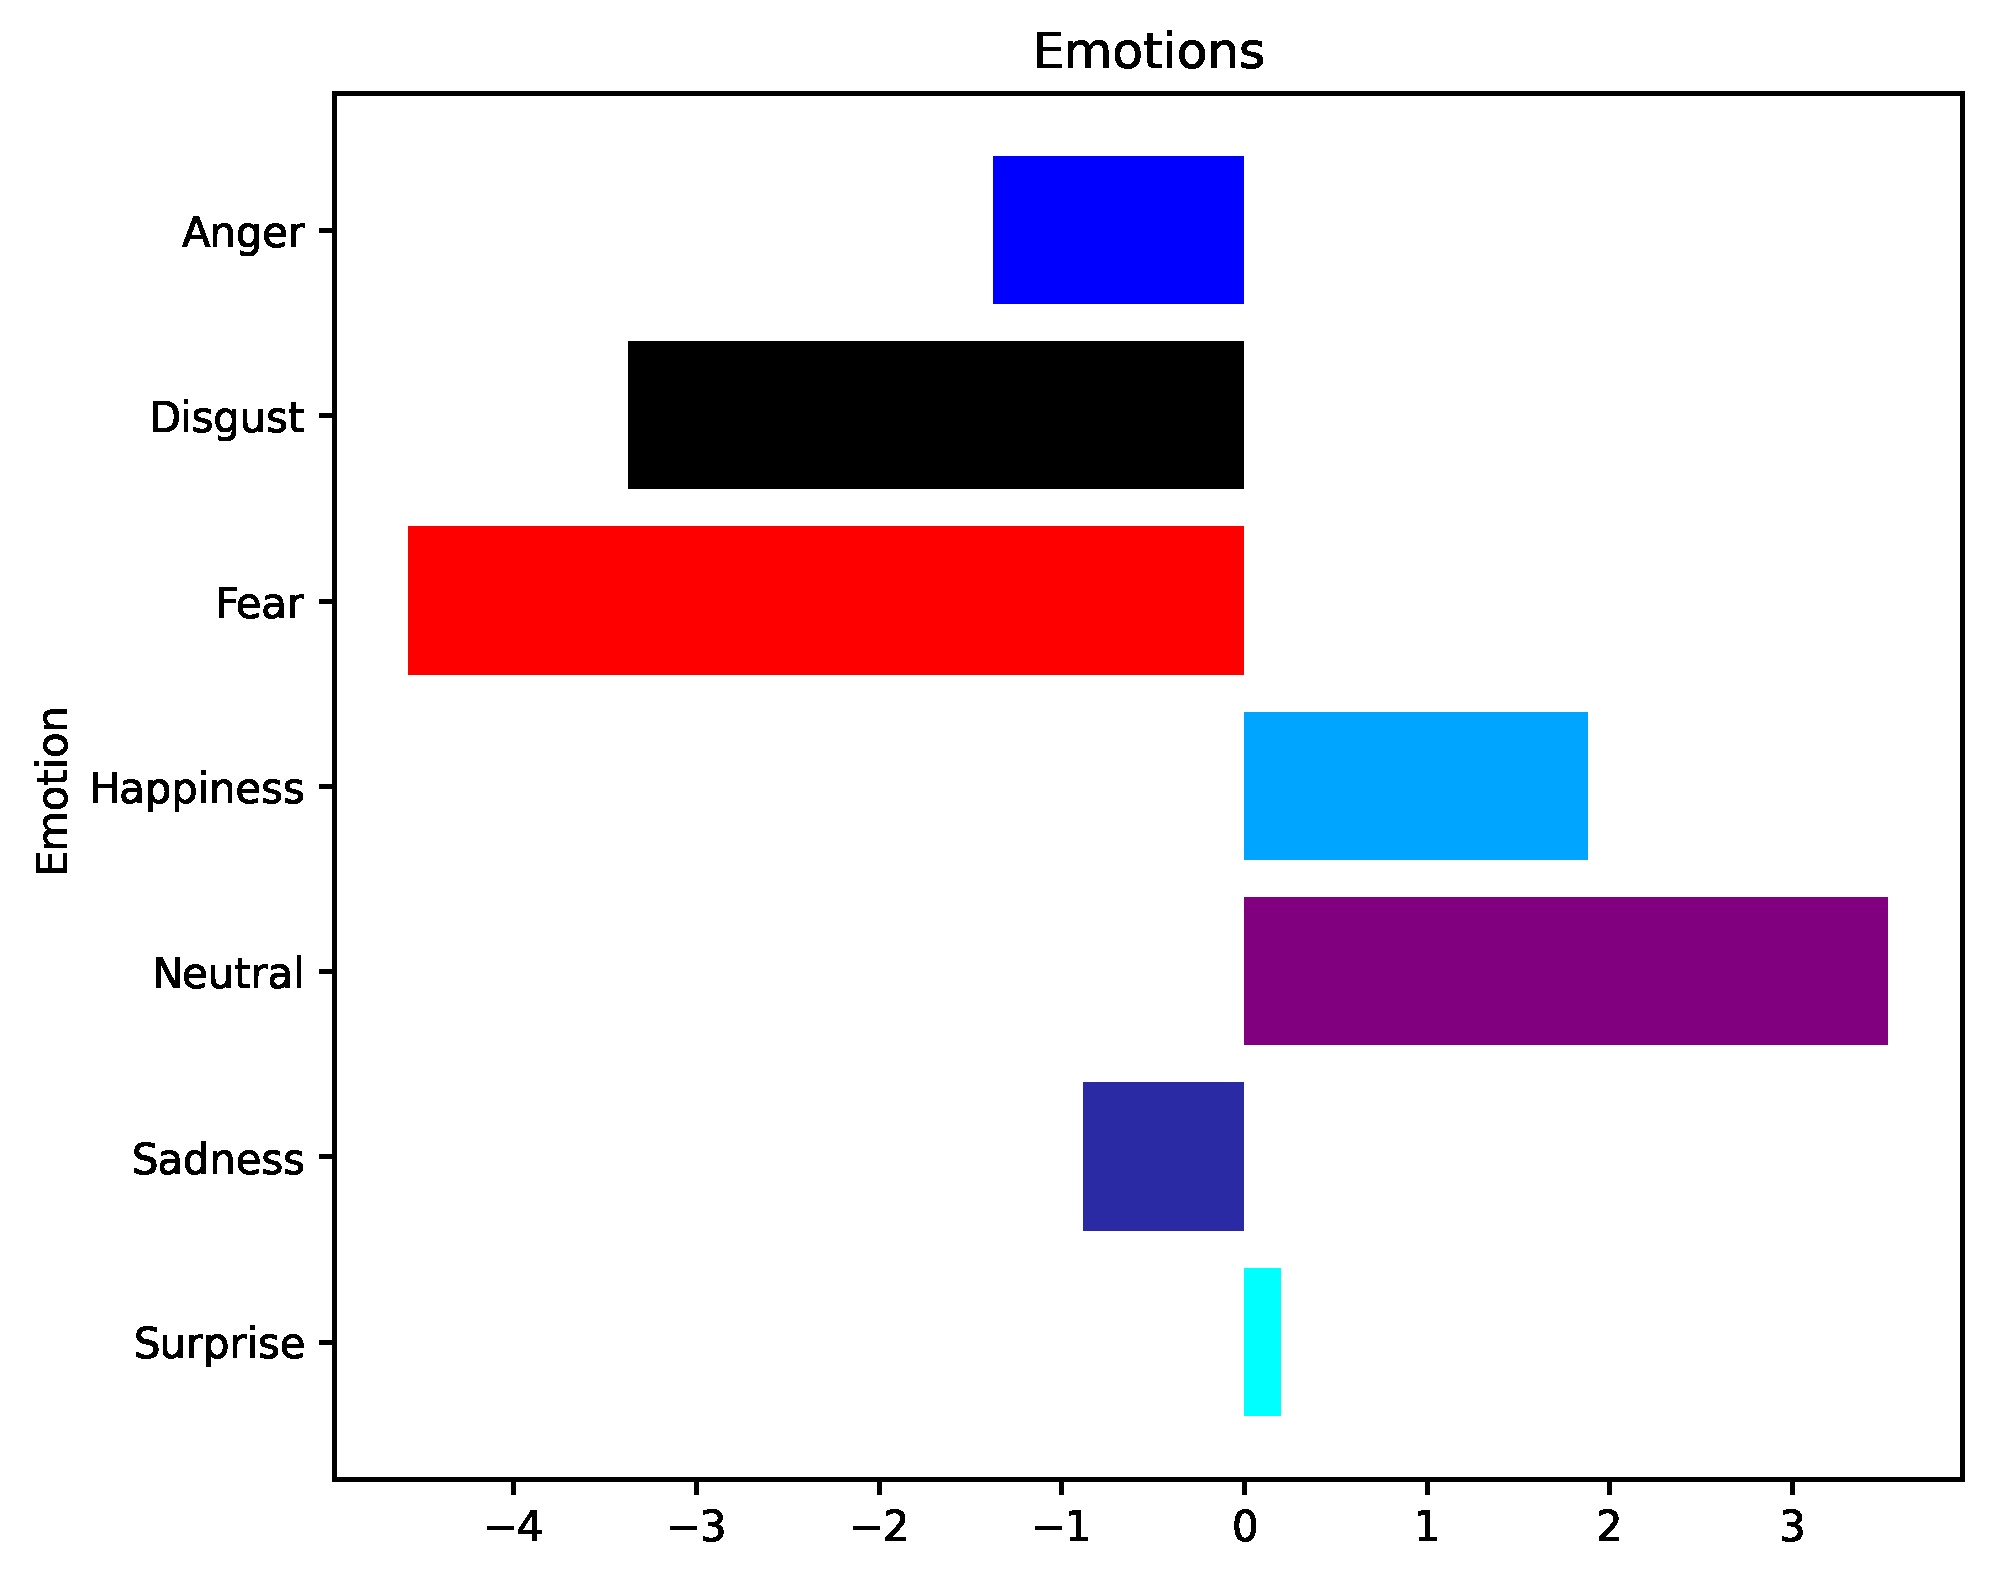 Emotions
Anger
Disgust
Fear
Happiness
Neutral
Sadness
Surprise
Emotion
−4 −3 −2 −1 0 1 2 3